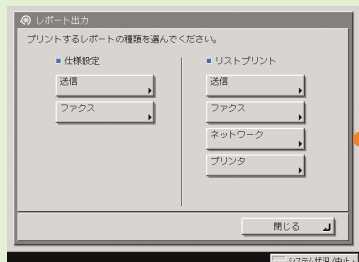 レポート出力
プリントするレポートの種類を選んでください。
■ 仕様設定
送信
ファクス
■ リストプリント
送信
ファクス
ネットワーク
プリンタ
閉じる
システム状況/中止